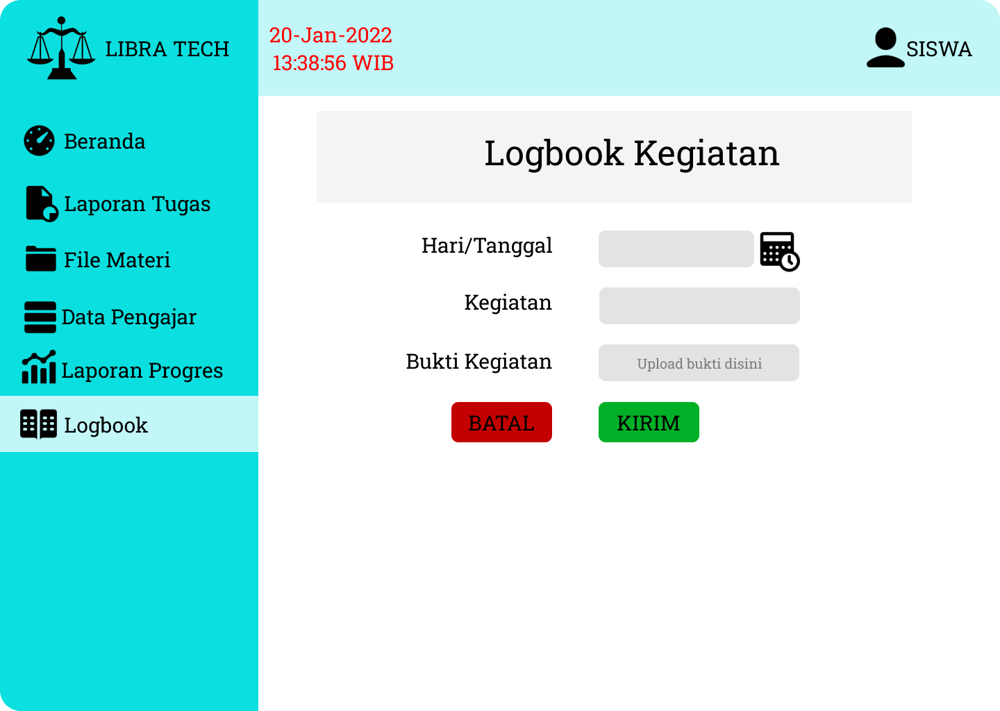 LIBRA TECH
20-Jan-2022
13:38:56 WIB
SISWA
Beranda
Laporan Tugas
File Materi
Data Pengajar
Laporan Progres
Logbook
Logbook Kegiatan
Hari/Tanggal
Kegiatan
Bukti Kegiatan
Upload bukti disini
BATAL
KIRIM